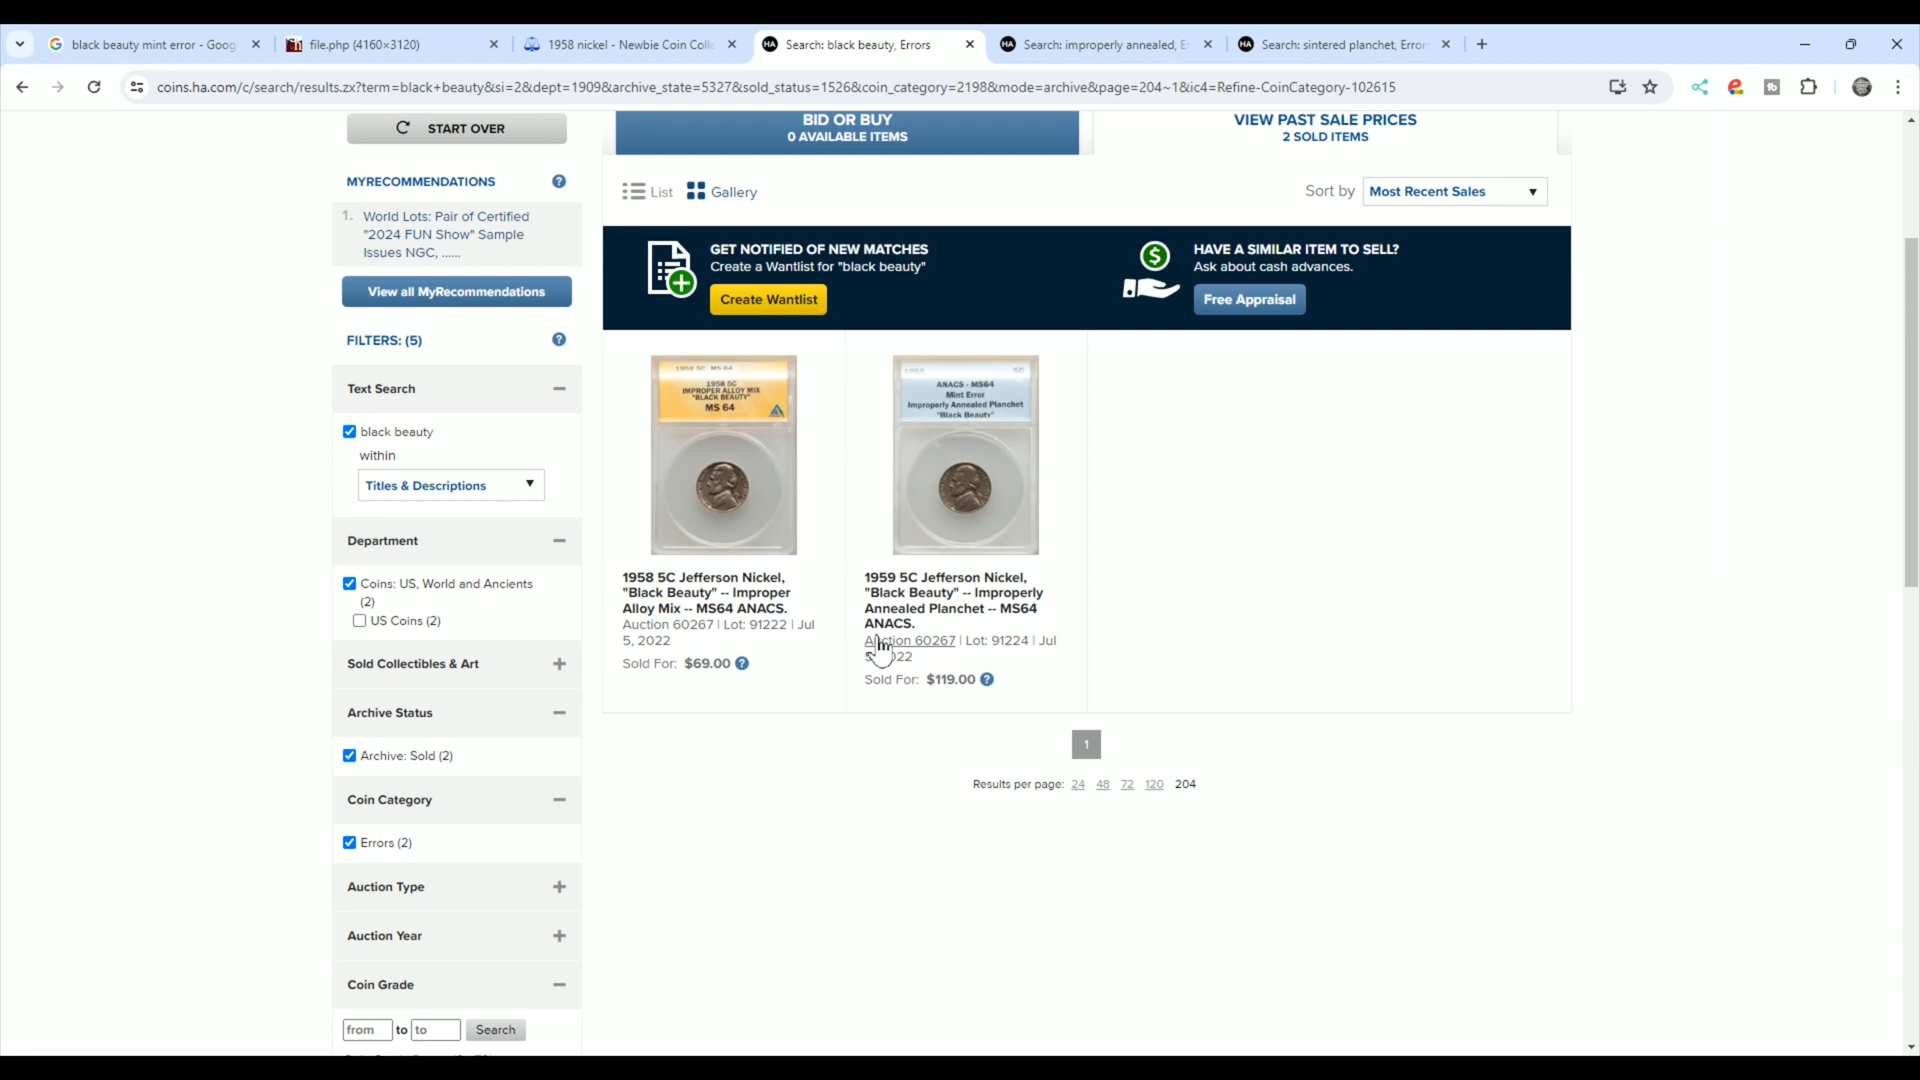 black beauty mint error - Goog
file.php (4160×3120)
1958 nickel - Newbie Coin Colle
HA Search: black beauty, Errors
HA Search: improperly annealed, E
HA Search: sintered planchet, Error
coins.ha.com/c/search/results.zx?term=black+beauty&si=2&dept=1909&archive_state=5327&sold_status=1526&coin_category=2198&mode=archive&page=204~1&ic4=Refine-CoinCategory-102615
START OVER
MYRECOMMENDATIONS ?
1. World Lots: Pair of Certified
"2024 FUN Show" Sample
Issues NGC, ......
View all MyRecommendations
FILTERS: (5) ?
Text Search
black beauty
within
Titles & Descriptions
Department
Coins: US, World and Ancients
(2)
US Coins (2)
Sold Collectibles & Art
Archive Status
Archive: Sold (2)
Coin Category
Errors (2)
Auction Type
Auction Year
Coin Grade
from to to Search
BID OR BUY
0 AVAILABLE ITEMS
VIEW PAST SALE PRICES
2 SOLD ITEMS
List Gallery
Sort by Most Recent Sales
GET NOTIFIED OF NEW MATCHES
Create a Wantlist for "black beauty"
Create Wantlist
$
HAVE A SIMILAR ITEM TO SELL?
Ask about cash advances.
Free Appraisal
1958 5C MS 64
1958 5C
IMPROPER ALLOY MIX
"BLACK BEAUTY"
MS 64
1958 5C Jefferson Nickel,
"Black Beauty" -- Improper
Alloy Mix -- MS64 ANACS.
Auction 60267 | Lot: 91222 | Jul
5, 2022
Sold For: $69.00 ?
5C
ANACS - MS64
Mint Error
Improperly Annealed Planchet
"Black Beauty"
1959 5C Jefferson Nickel,
"Black Beauty" -- Improperly
Annealed Planchet -- MS64
ANACS.
Auction 60267 | Lot: 91224 | Jul
5, 2022
Sold For: $119.00 ?
1
Results per page: 24 48 72 120 204